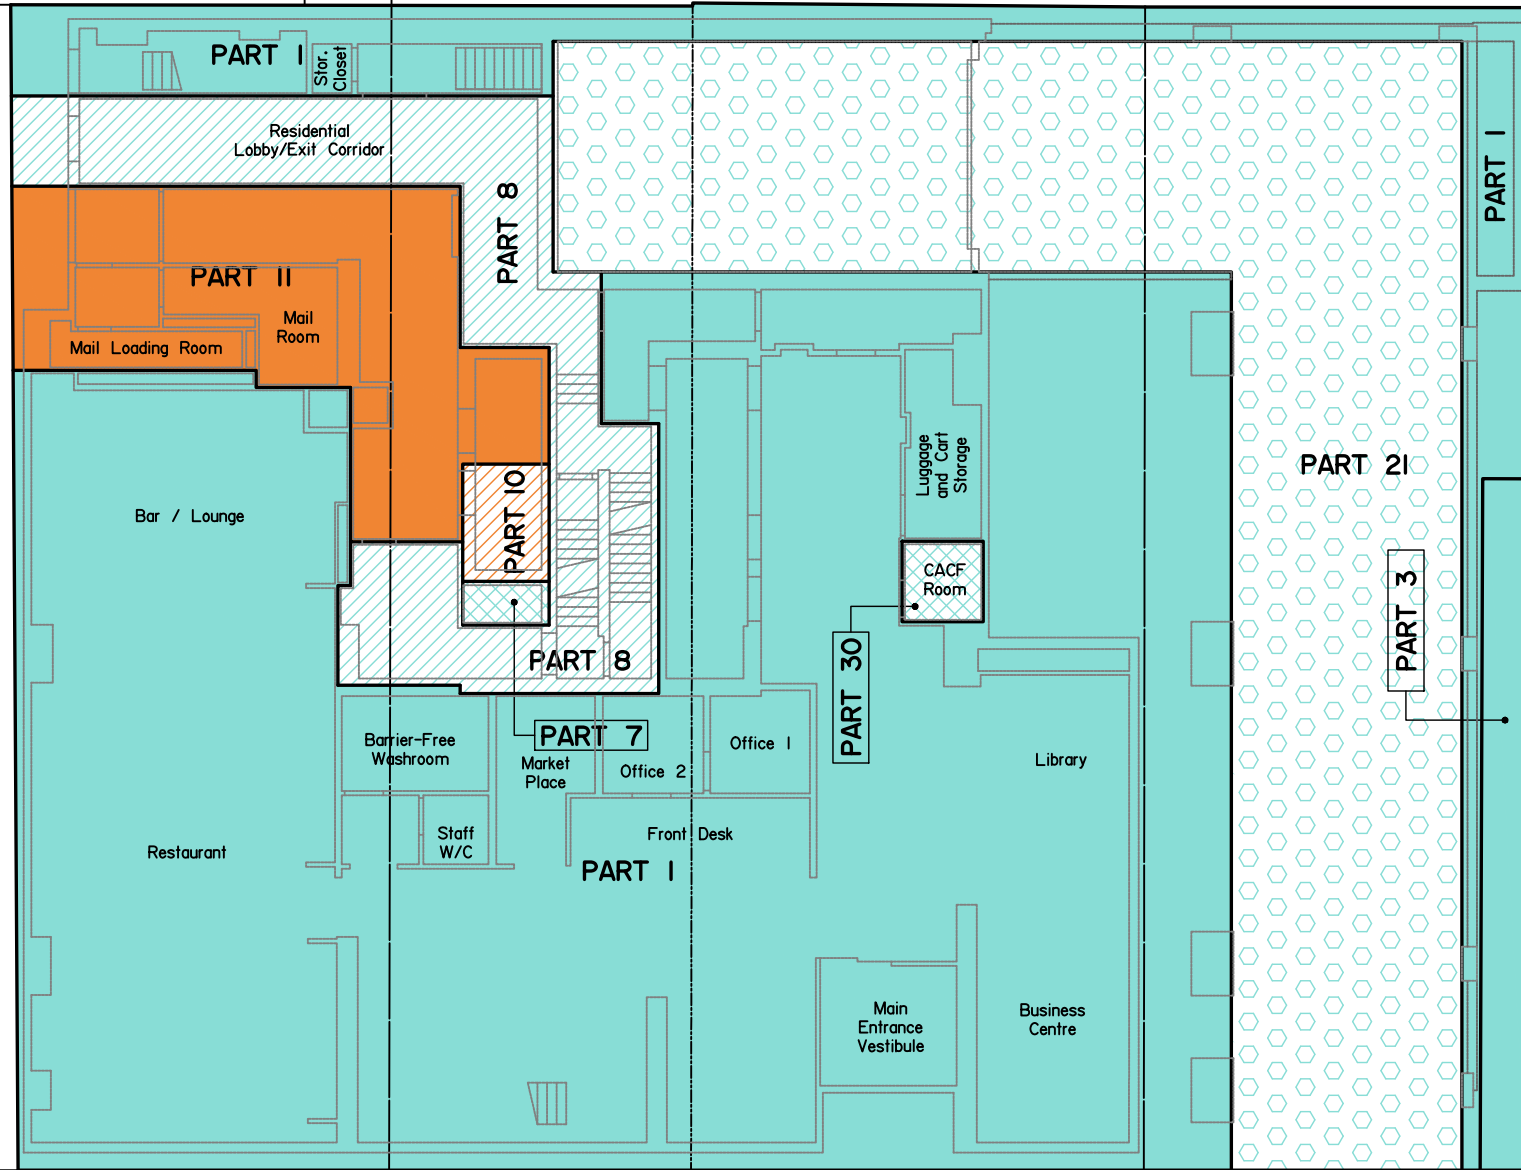 PART 1
Stor.
Closet
Residential
Lobby/Exit Corridor
PART 8
PART 1
PART 11
Mail
Room
Mail Loading Room
Luggage
and Cart
Storage
PART 21
Bar / Lounge
PART 10
CACF
Room
PART 3
PART 8
PART 30
PART 7
Barrier-Free
Washroom
Market
Place
Office 2
Office 1
Library
Staff
W/C
Front Desk
Restaurant
PART 1
Main
Entrance
Vestibule
Business
Centre